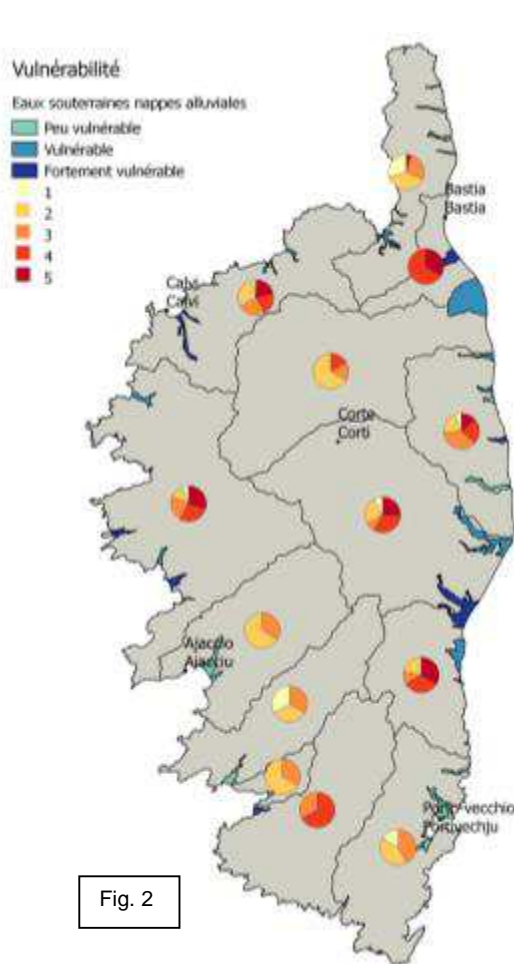 Vulnérabilité
Eaux souterraines nappes alluviales
Peu vulnérable
Vulnérable
Fortement vulnérable
1
2
3
4
5
Bastia
Bastia
Calvi
Calvi
Corte
Corti
Ajaccio
Ajacciu
Porto-vecchio
Portivechju
Fig. 2